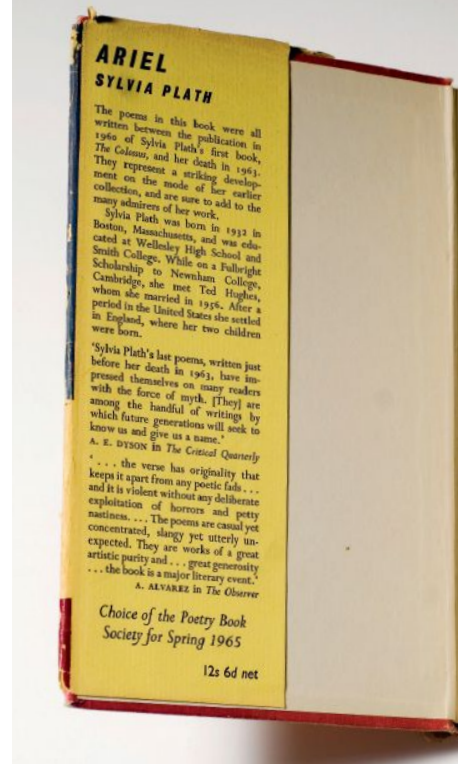 ARIEL
SYLVIA PLATH
The poems in this book were all
written between the publication in
1960 of Sylvia Plath's first book,
The Colossus, and her death in 1963.
They represent a striking develop-
ment on the mode of her earlier
collection, and are sure to add to the
many admirers of her work.
Sylvia Plath was born in 1932 in
Boston, Massachusetts, and was edu-
cated at Wellesley High School and
Smith College. While on a Fullbright
Scholarship to Newnham College,
Cambridge, she met Ted Hughes,
whom she married in 1956. After a
period in the United States she settled
in England, where her two children
were born.
'Sylvia Plath's last poems, written just
before her death in 1963, have im-
pressed themselves on many readers
with the force of myth. [They] are
among the handful of writings by
which future generations will seek to
know us and give us a name.'
A. E. DYSON in The Critical Quarterly
' . . . the verse has originality that
keeps it apart from any poetic fads . . .
and it is violent without any deliberate
exploitation of horrors and petty
nastiness. . . . The poems are casual yet
concentrated, slangy yet utterly un-
expected. They are works of a great
artistic purity and . . . great generosity
. . . the book is a major literary event.'
A. ALVAREZ in The Observer
Choice of the Poetry Book
Society for Spring 1965
12s 6d net